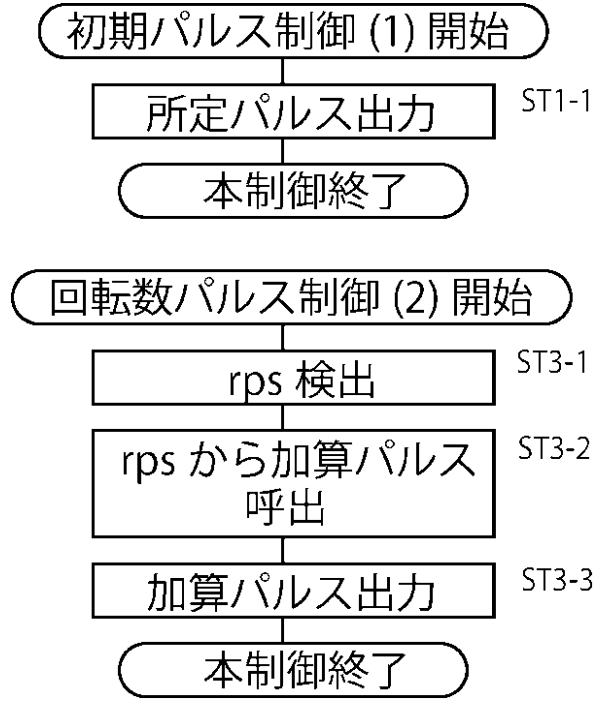 初期パルス制御 (1) 開始
所定パルス出力
ST1-1
本制御終了
回転数パルス制御 (2) 開始
rps 検出
ST3-1
rps から加算パルス
呼出
ST3-2
加算パルス出力
ST3-3
本制御終了